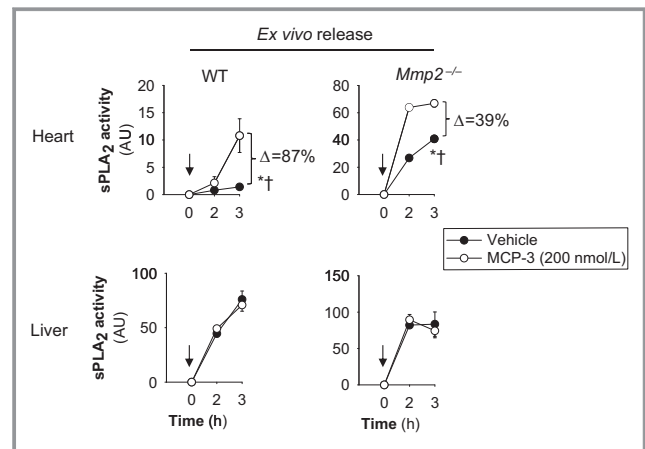 Ex vivo release
WT
Mmp2–/–
Heart
sPLA2 activity
(AU)
20
15
10
5
0
0 2 3
Δ=87%
*†
80
60
40
20
0
0 2 3
Δ=39%
*†
Vehicle
MCP-3 (200 nmol/L)
Liver
sPLA2 activity
(AU)
100
50
0
0 2 3
Time (h)
150
100
50
0
0 2 3
Time (h)